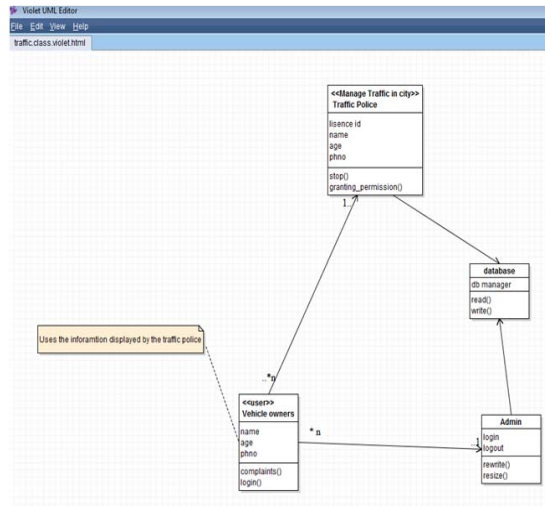 Violet UML Editor
File Edit View Help
traffic.class.violet.html
<<Manage Traffic in city>>
Traffic Police
lisence id
name
age
phno
stop()
granting_permission()
1..
database
db manager
read()
write()
Uses the inforamtion displayed by the traffic police
..*n
<<user>>
Vehicle owners
name
age
phno
complaints()
login()
* n
..1
Admin
login
logout
rewrite()
resize()